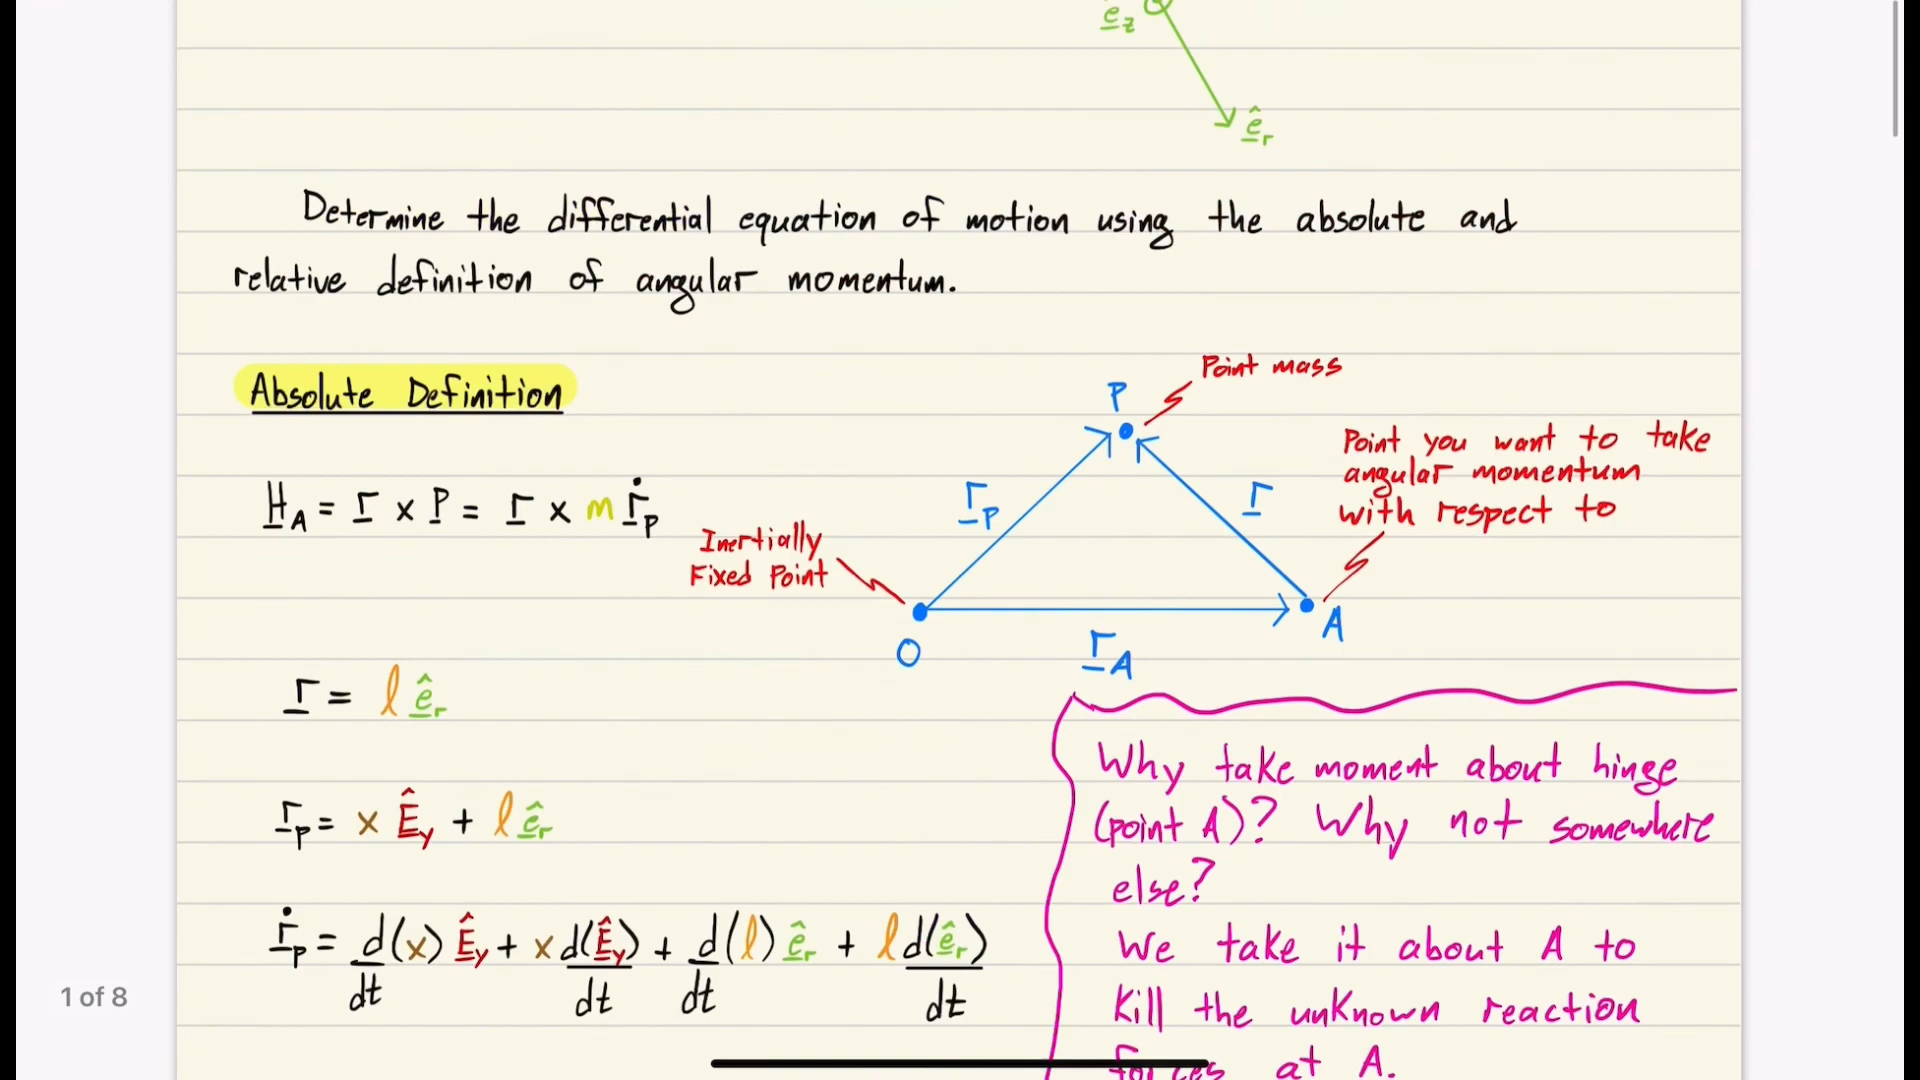 ê_z
ê_r
Determine the differential equation of motion using the absolute and
relative definition of angular momentum.
Absolute Definition
H_A = r × P = r × m ṙ_p
Point mass
P
Point you want to take
angular momentum
with respect to
r_P
r
Inertially
Fixed Point
O
r_A
A
r = l ê_r
r_p = x Ê_y + l ê_r
ṙ_p = d(x)/dt Ê_y + x d(Ê_y)/dt + d(l)/dt ê_r + l d(ê_r)/dt
Why take moment about hinge
(point A)? Why not somewhere
else?
We take it about A to
kill the unknown reaction
forces at A.
1 of 8